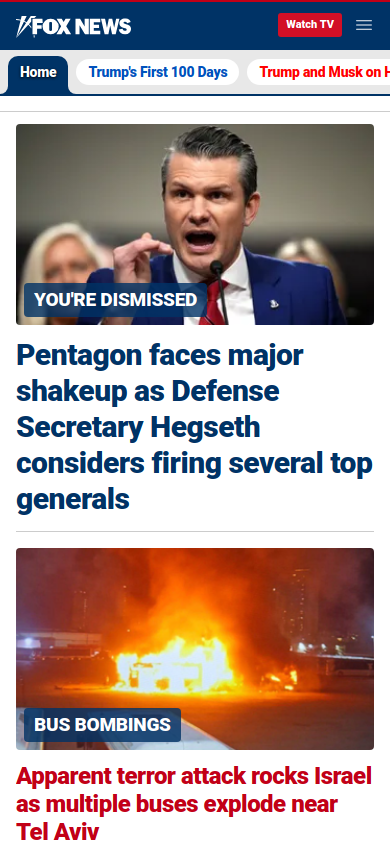 FOX NEWS
Watch TV
Home
Trump's First 100 Days
Trump and Musk on H
YOU'RE DISMISSED
Pentagon faces major
shakeup as Defense
Secretary Hegseth
considers firing several top
generals
BUS BOMBINGS
Apparent terror attack rocks Israel
as multiple buses explode near
Tel Aviv